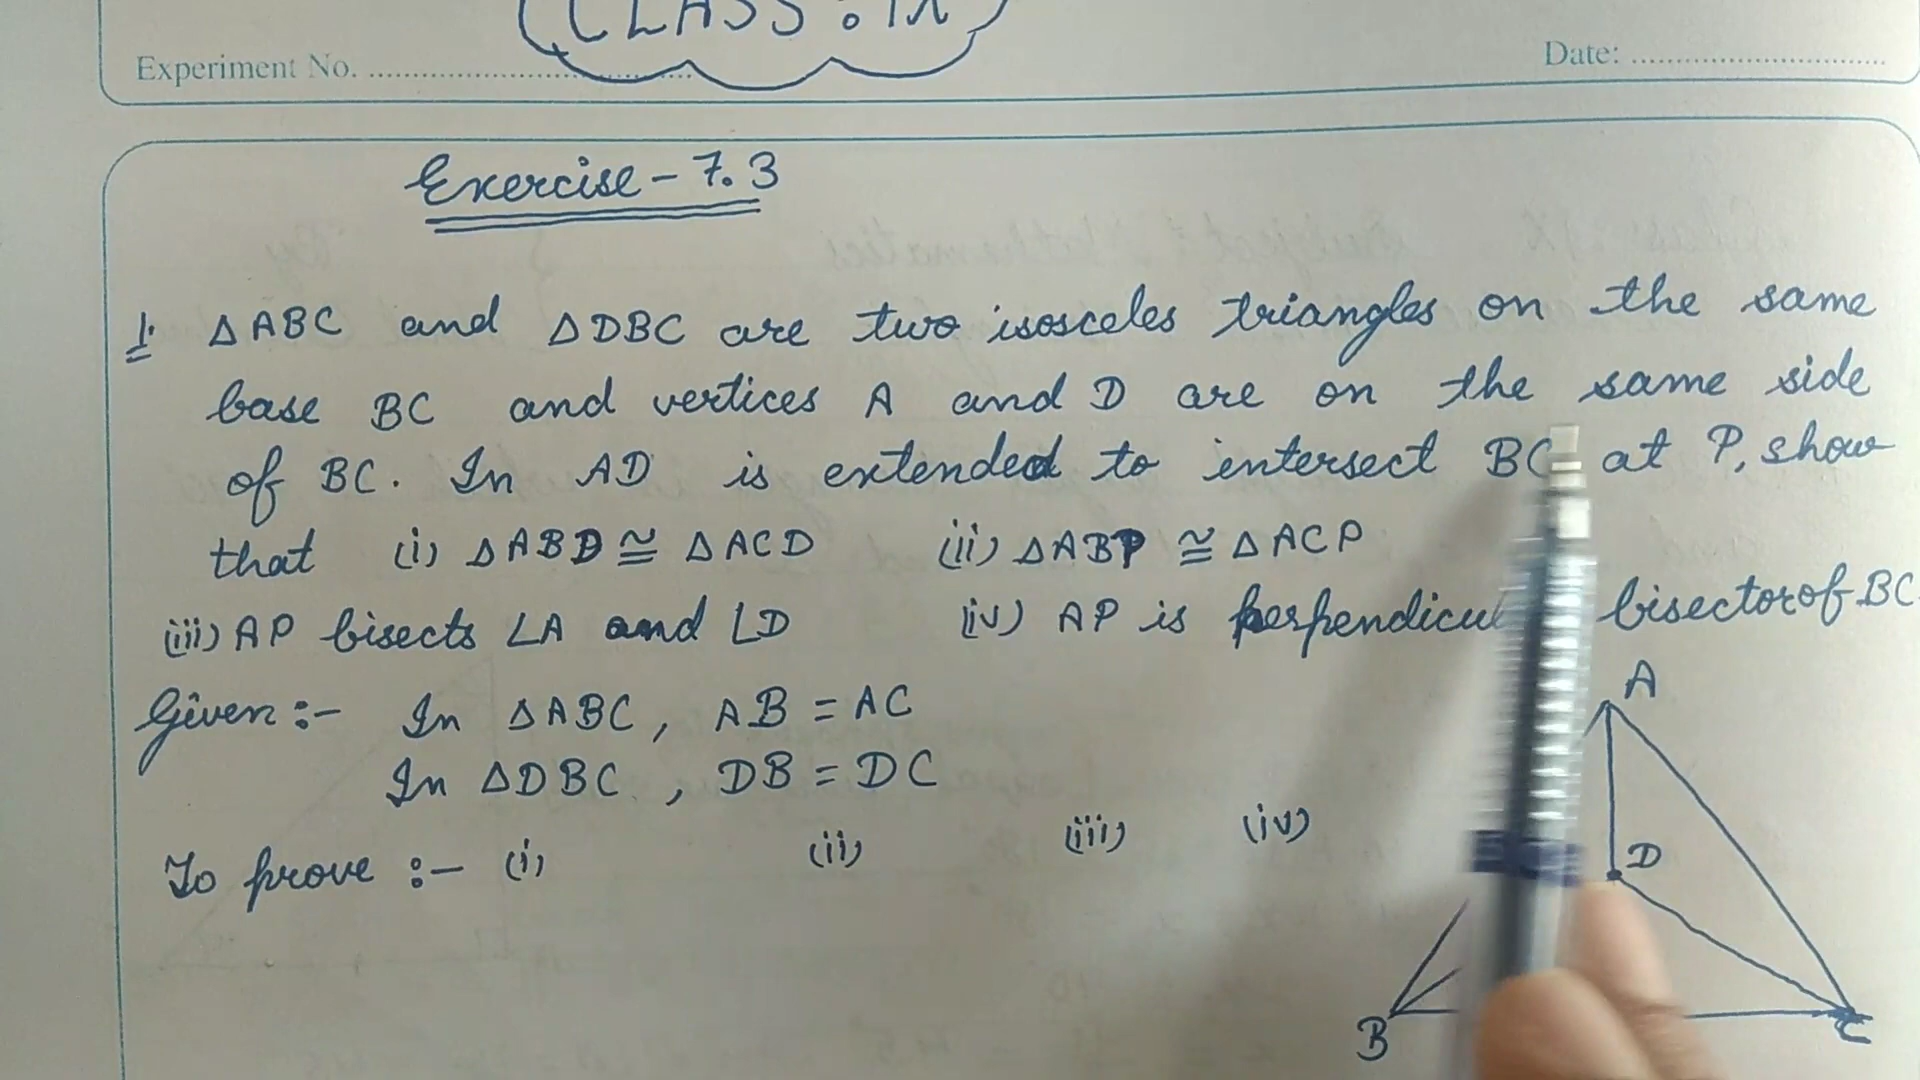 CLASS : IX
Experiment No.
Date:
Exercise - 7.3
1. ΔABC and ΔDBC are two isosceles triangles on the same
base BC and vertices A and D are on the same side
of BC. In AD is extended to intersect BC at P, show
that (i) ΔABD ≅ ΔACD (ii) ΔABP ≅ ΔACP
(iii) AP bisects ∠A and ∠D (iv) AP is bisector of BC
Given :- In ΔABC, AB = AC
In ΔDBC, DB = DC
To prove :- (i) (ii) (iii) (iv)
A
D
B
C